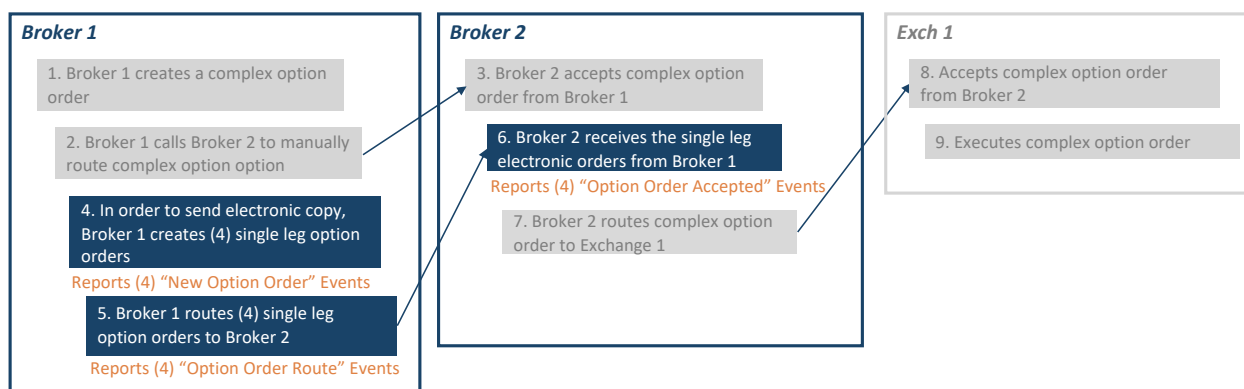 Broker 1
1. Broker 1 creates a complex option
order
2. Broker 1 calls Broker 2 to manually
route complex option option
4. In order to send electronic copy,
Broker 1 creates (4) single leg option
orders
Reports (4) “New Option Order” Events
5. Broker 1 routes (4) single leg
option orders to Broker 2
Reports (4) “Option Order Route” Events
Broker 2
3. Broker 2 accepts complex option
order from Broker 1
6. Broker 2 receives the single leg
electronic orders from Broker 1
Reports (4) “Option Order Accepted” Events
7. Broker 2 routes complex option
order to Exchange 1
Exch 1
8. Accepts complex option order
from Broker 2
9. Executes complex option order